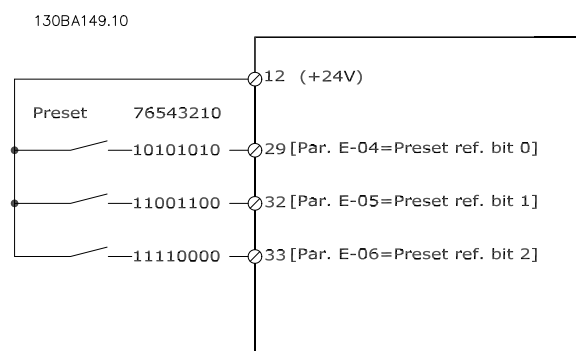 130BA149.10
12 (+24V)
Preset 76543210
10101010 29 [Par. E-04=Preset ref. bit 0]
11001100 32 [Par. E-05=Preset ref. bit 1]
11110000 33 [Par. E-06=Preset ref. bit 2]